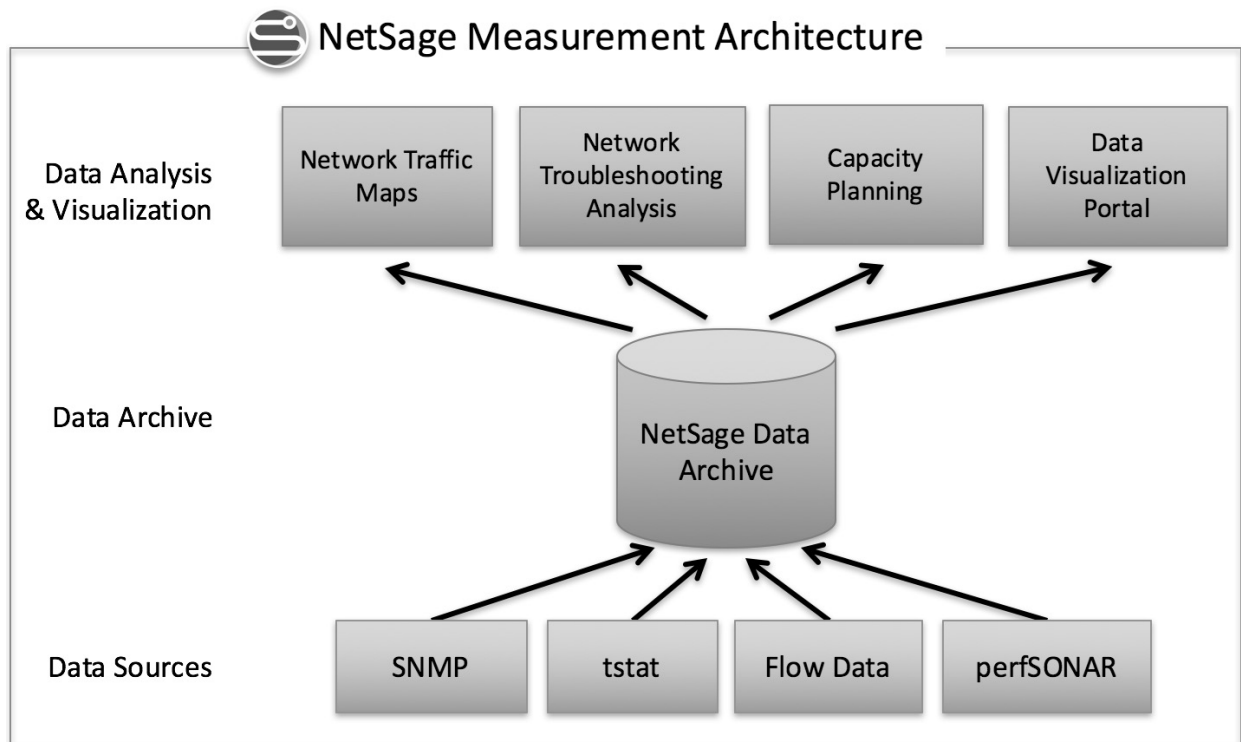 NetSage Measurement Architecture
Data Analysis
& Visualization
Network Traffic
Maps
Network
Troubleshooting
Analysis
Capacity
Planning
Data
Visualization
Portal
Data Archive
NetSage Data
Archive
Data Sources
SNMP
tstat
Flow Data
perfSONAR